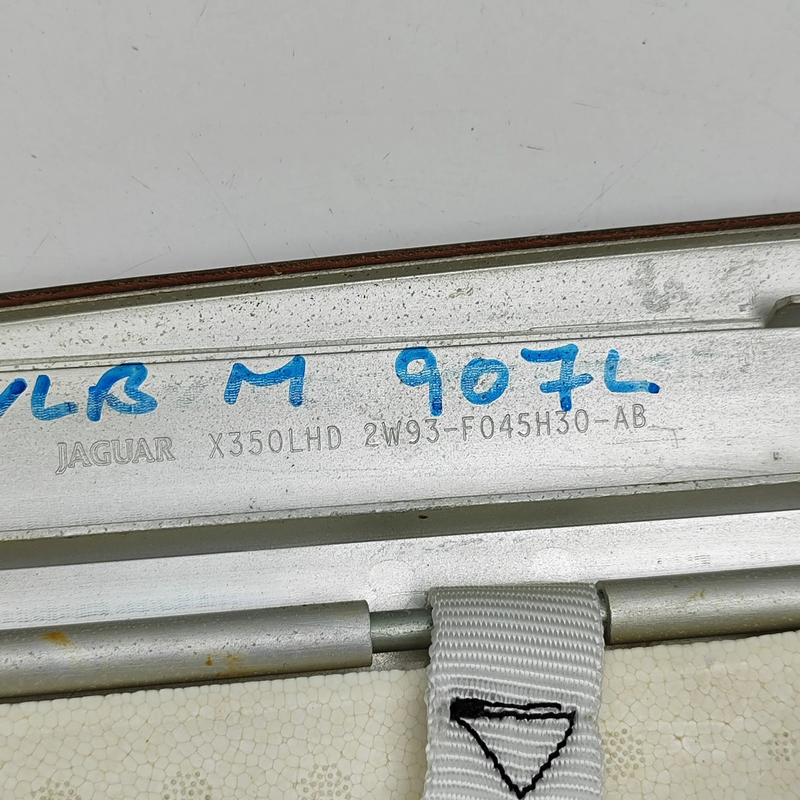 VLB M 907L
JAGUAR X350LHD 2W93-F045H30-AB